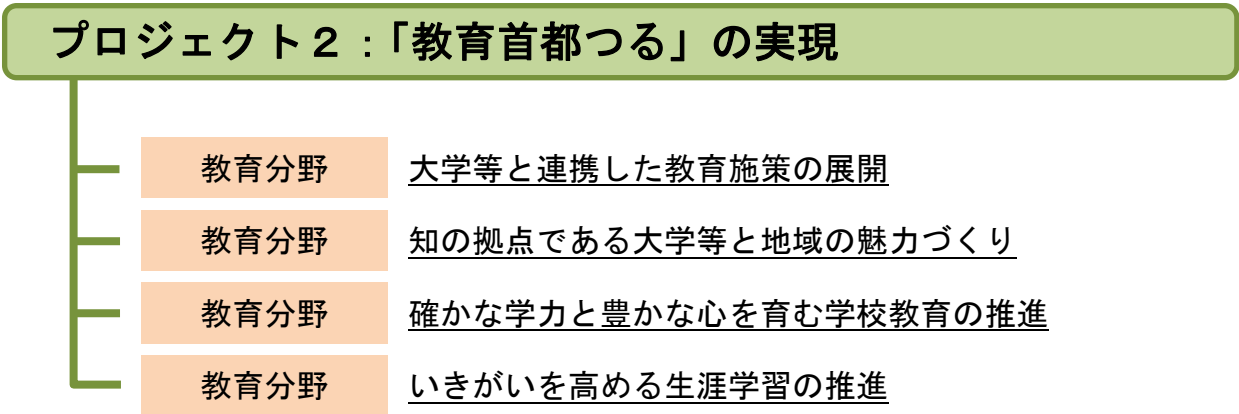 プロジェクト２：「教育首都つる」の実現
教育分野 大学等と連携した教育施策の展開
教育分野 知の拠点である大学等と地域の魅力づくり
教育分野 確かな学力と豊かな心を育む学校教育の推進
教育分野 いきがいを高める生涯学習の推進